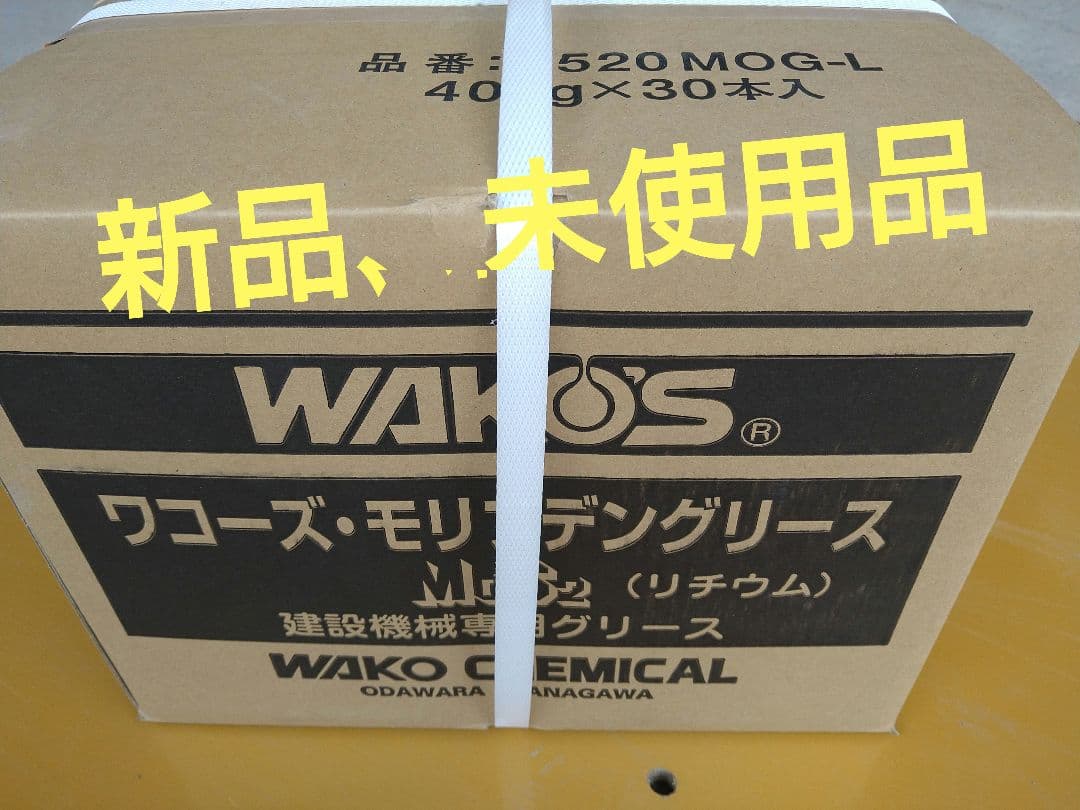 品番: 520MOG-L
40 g×30本入
新品、未使用品
WAKO'S®
ワコーズ・モリブデングリース
MoS2 (リチウム)
建設機械専用グリース
WAKO CHEMICAL
ODAWARA KANAGAWA